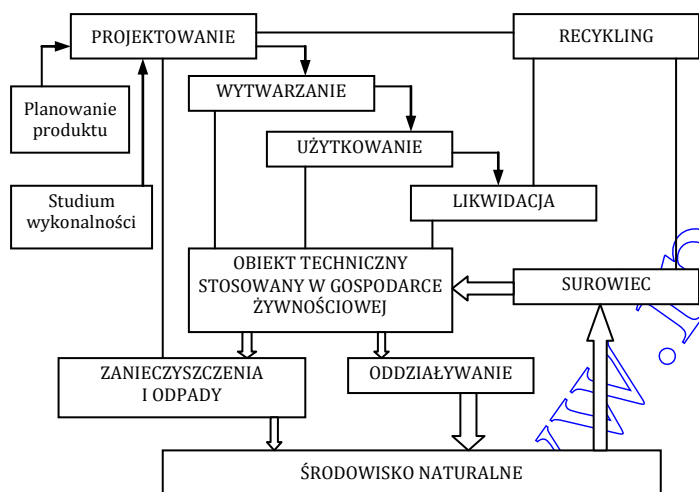 PROJEKTOWANIE
RECYKLING
WYTWARZANIE
Planowanie
produktu
UŻYTKOWANIE
Studium
wykonalności
LIKWIDACJA
OBIEKT TECHNICZNY
STOSOWANY W GOSPODARCE
ŻYWNOŚCIOWEJ
SUROWIEC
ZANIECZYSZCZENIA
I ODPADY
ODDZIAŁYWANIE
ŚRODOWISKO NATURALNE